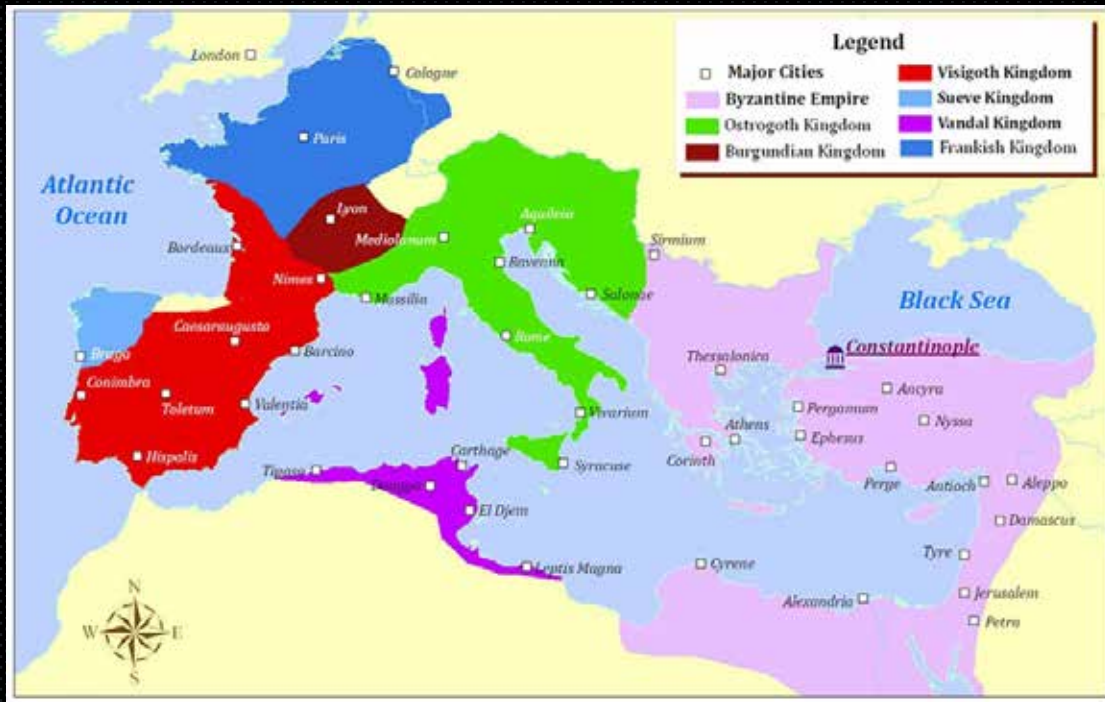 Legend
Major Cities
Byzantine Empire
Ostrogoth Kingdom
Burgundian Kingdom
Visigoth Kingdom
Sueve Kingdom
Vandal Kingdom
Frankish Kingdom
London
Cologne
Paris
Atlantic
Ocean
Lyon
Bordeaux
Mediolanum
Aquileia
Sirmium
Nimes
Ravenna
Massilia
Salonae
Black Sea
Caesaraugusta
Rome
Constantinople
Braga
Barcino
Thessalonica
Conimbra
Toletum
Valentia
Vivarium
Pergamum
Ancyra
Nyssa
Athens
Ephesus
Hispalis
Carthage
Corinth
Tipasa
Syracuse
Perge
Antioch
Aleppo
El Djem
Damascus
Leptis Magna
Cyrene
Tyre
Alexandria
Jerusalem
Petra
N
W
E
S